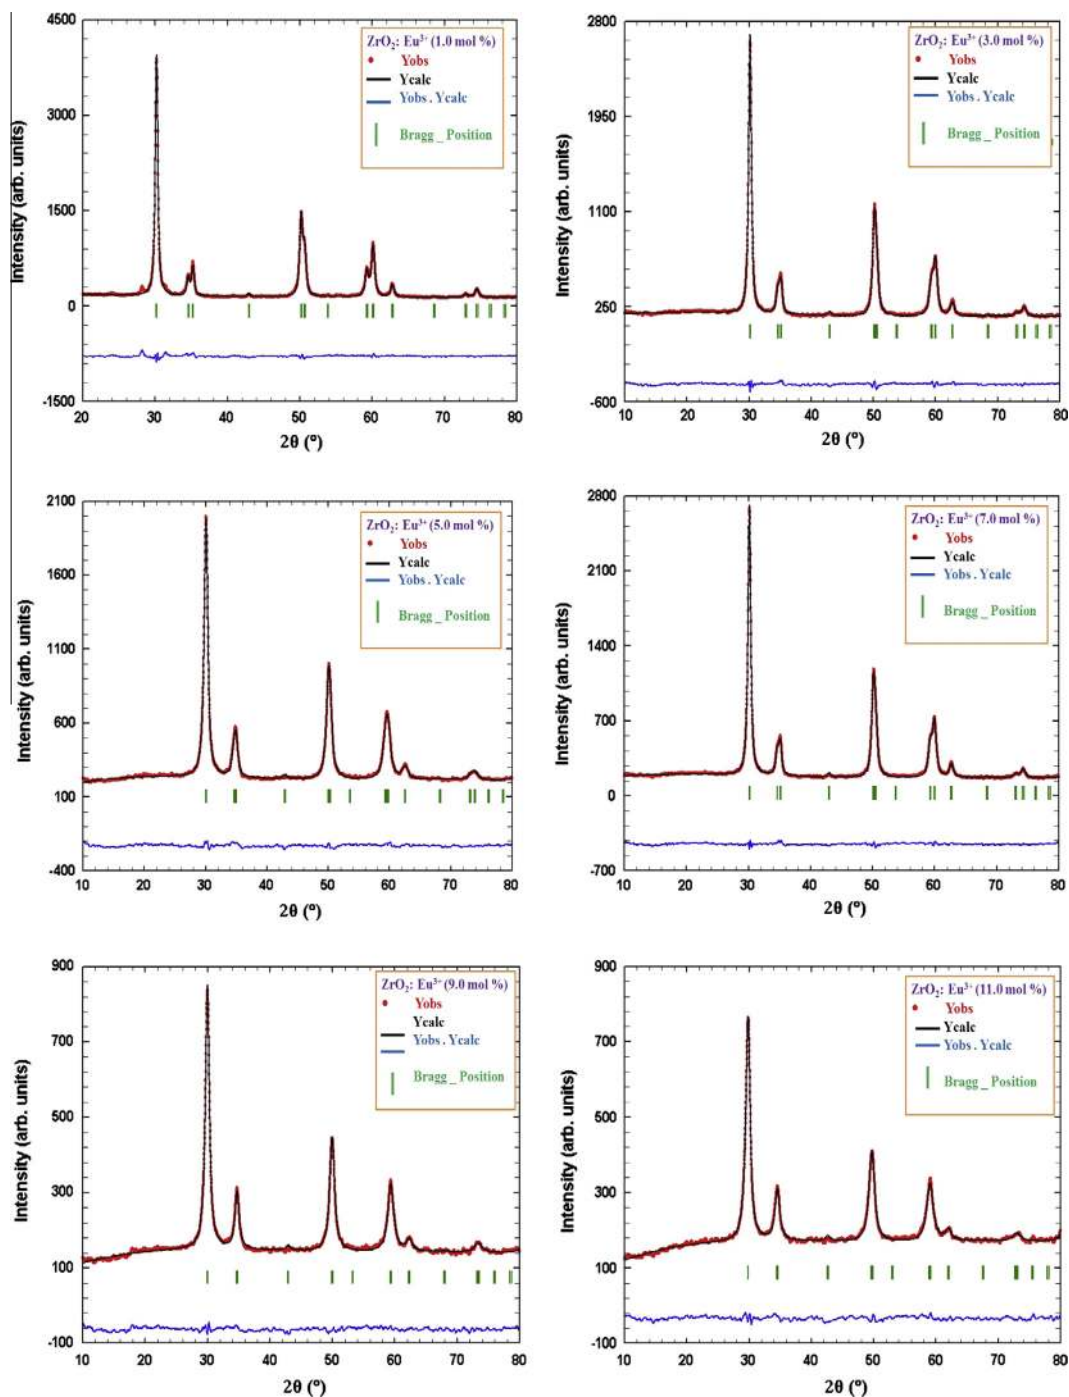 4500
3000
1500
0
-1500
20 30 40 50 60 70 80
2θ (°)
Intensity (arb. units)
ZrO₂: Eu³⁺ (1.0 mol %)
Yobs
Ycalc
Yobs . Ycalc
Bragg _ Position
2800
1950
1100
250
-600
10 20 30 40 50 60 70 80
2θ (°)
Intensity (arb. units)
ZrO₂: Eu³⁺ (3.0 mol %)
Yobs
Ycalc
Yobs . Ycalc
Bragg _ Position
2100
1600
1100
600
100
-400
10 20 30 40 50 60 70 80
2θ (°)
Intensity (arb. units)
ZrO₂: Eu³⁺ (5.0 mol %)
Yobs
Ycalc
Yobs . Ycalc
Bragg _ Position
2800
2100
1400
700
0
-700
10 20 30 40 50 60 70 80
2θ (°)
Intensity (arb. units)
ZrO₂: Eu³⁺ (7.0 mol %)
Yobs
Ycalc
Yobs . Ycalc
Bragg _ Position
900
700
500
300
100
-100
10 20 30 40 50 60 70 80
2θ (°)
Intensity (arb. units)
ZrO₂: Eu³⁺ (9.0 mol %)
Yobs
Ycalc
Yobs . Ycalc
Bragg _ Position
900
700
500
300
100
-100
10 20 30 40 50 60 70 80
2θ (°)
Intensity (arb. units)
ZrO₂: Eu³⁺ (11.0 mol %)
Yobs
Ycalc
Yobs . Ycalc
Bragg _ Position